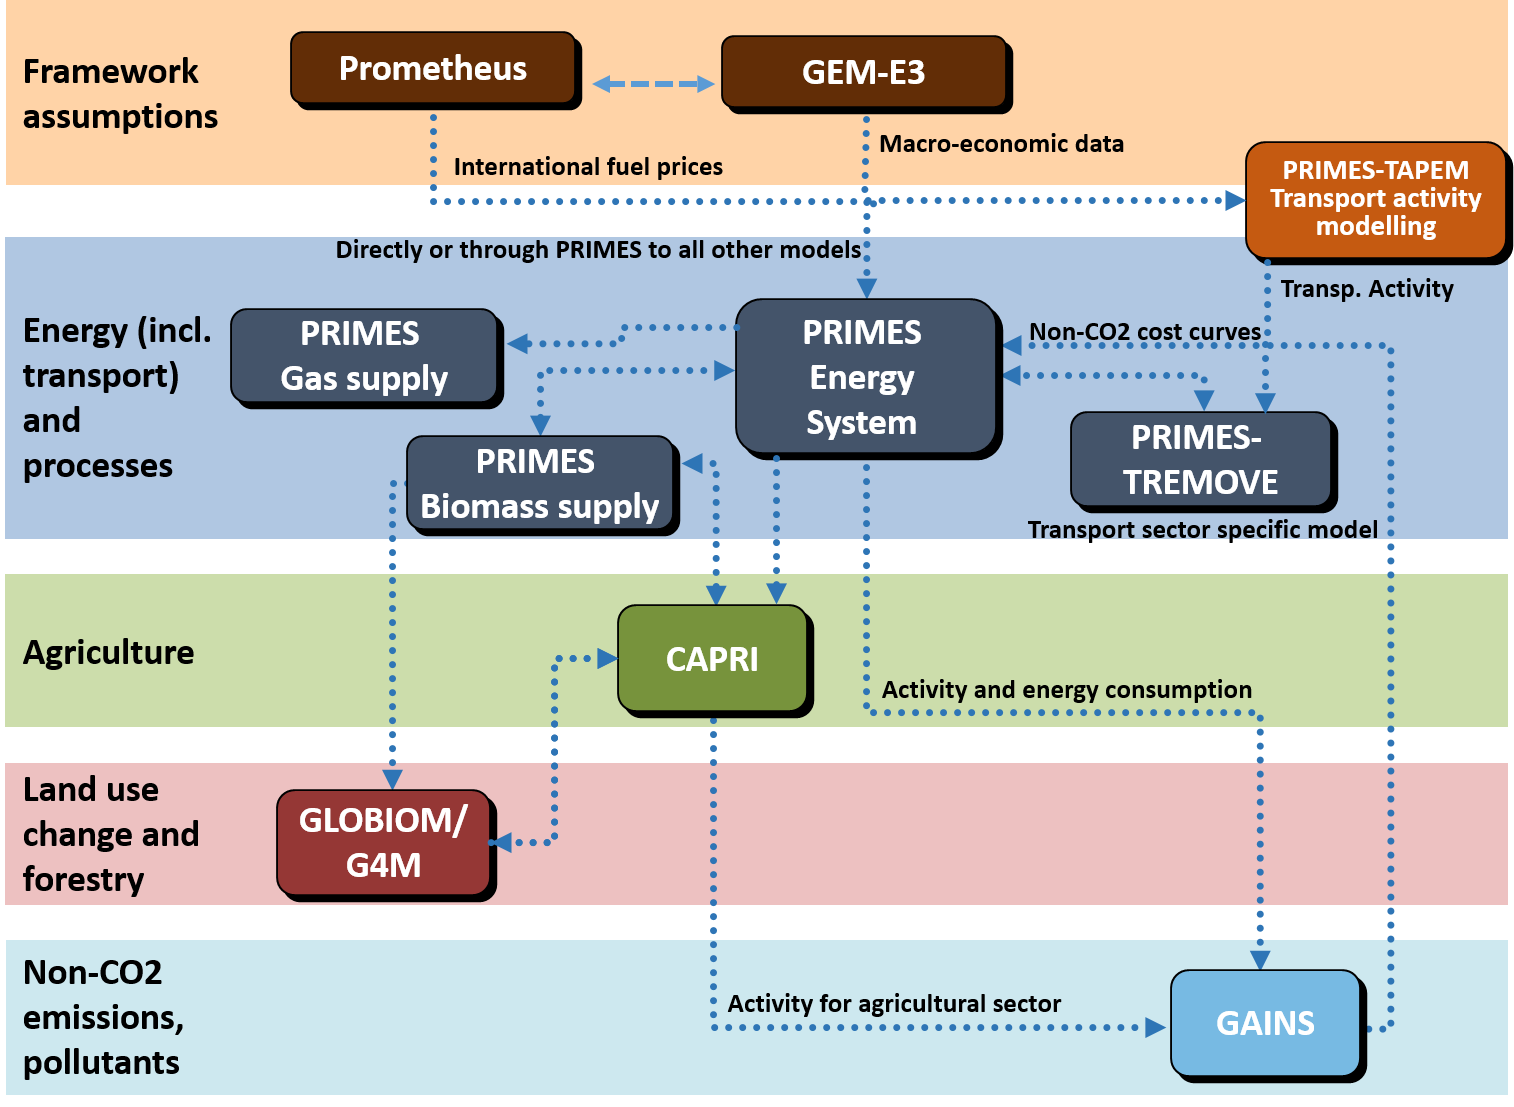 Framework
assumptions
Prometheus
GEM-E3
Macro-economic data
International fuel prices
PRIMES-TAPEM
Transport activity
modelling
Directly or through PRIMES to all other models
Transp. Activity
Energy (incl.
transport)
and
processes
PRIMES
Gas supply
PRIMES
Energy
System
Non-CO2 cost curves
PRIMES
Biomass supply
PRIMES-
TREMOVE
Transport sector specific model
Agriculture
CAPRI
Activity and energy consumption
Land use
change and
forestry
GLOBIOM/
G4M
Non-CO2
emissions,
pollutants
Activity for agricultural sector
GAINS